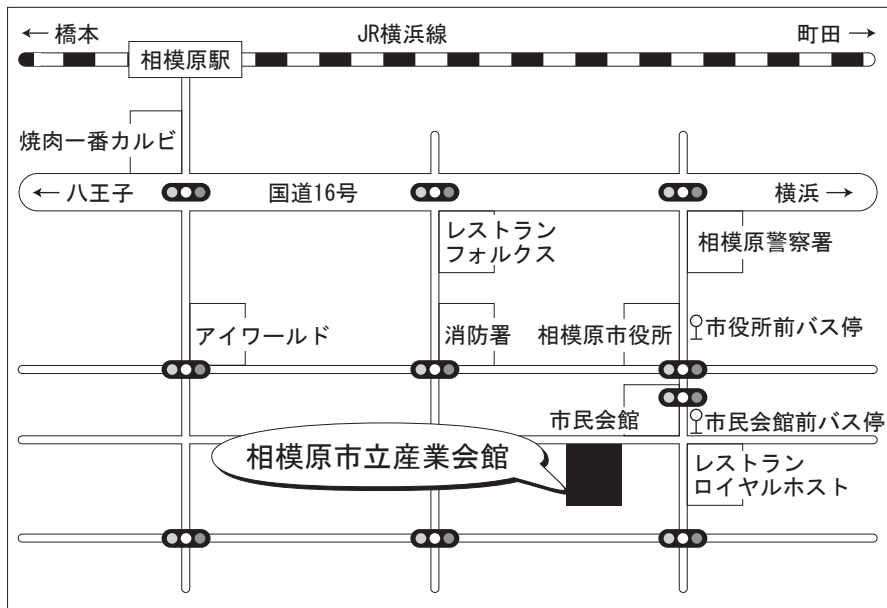 ← 橋本
JR横浜線
町田 →
相模原駅
焼肉一番カルビ
← 八王子
国道16号
横浜 →
レストラン
フォルクス
相模原警察署
アイワールド
消防署
相模原市役所
市役所前バス停
市民会館
市民会館前バス停
相模原市立産業会館
レストラン
ロイヤルホスト